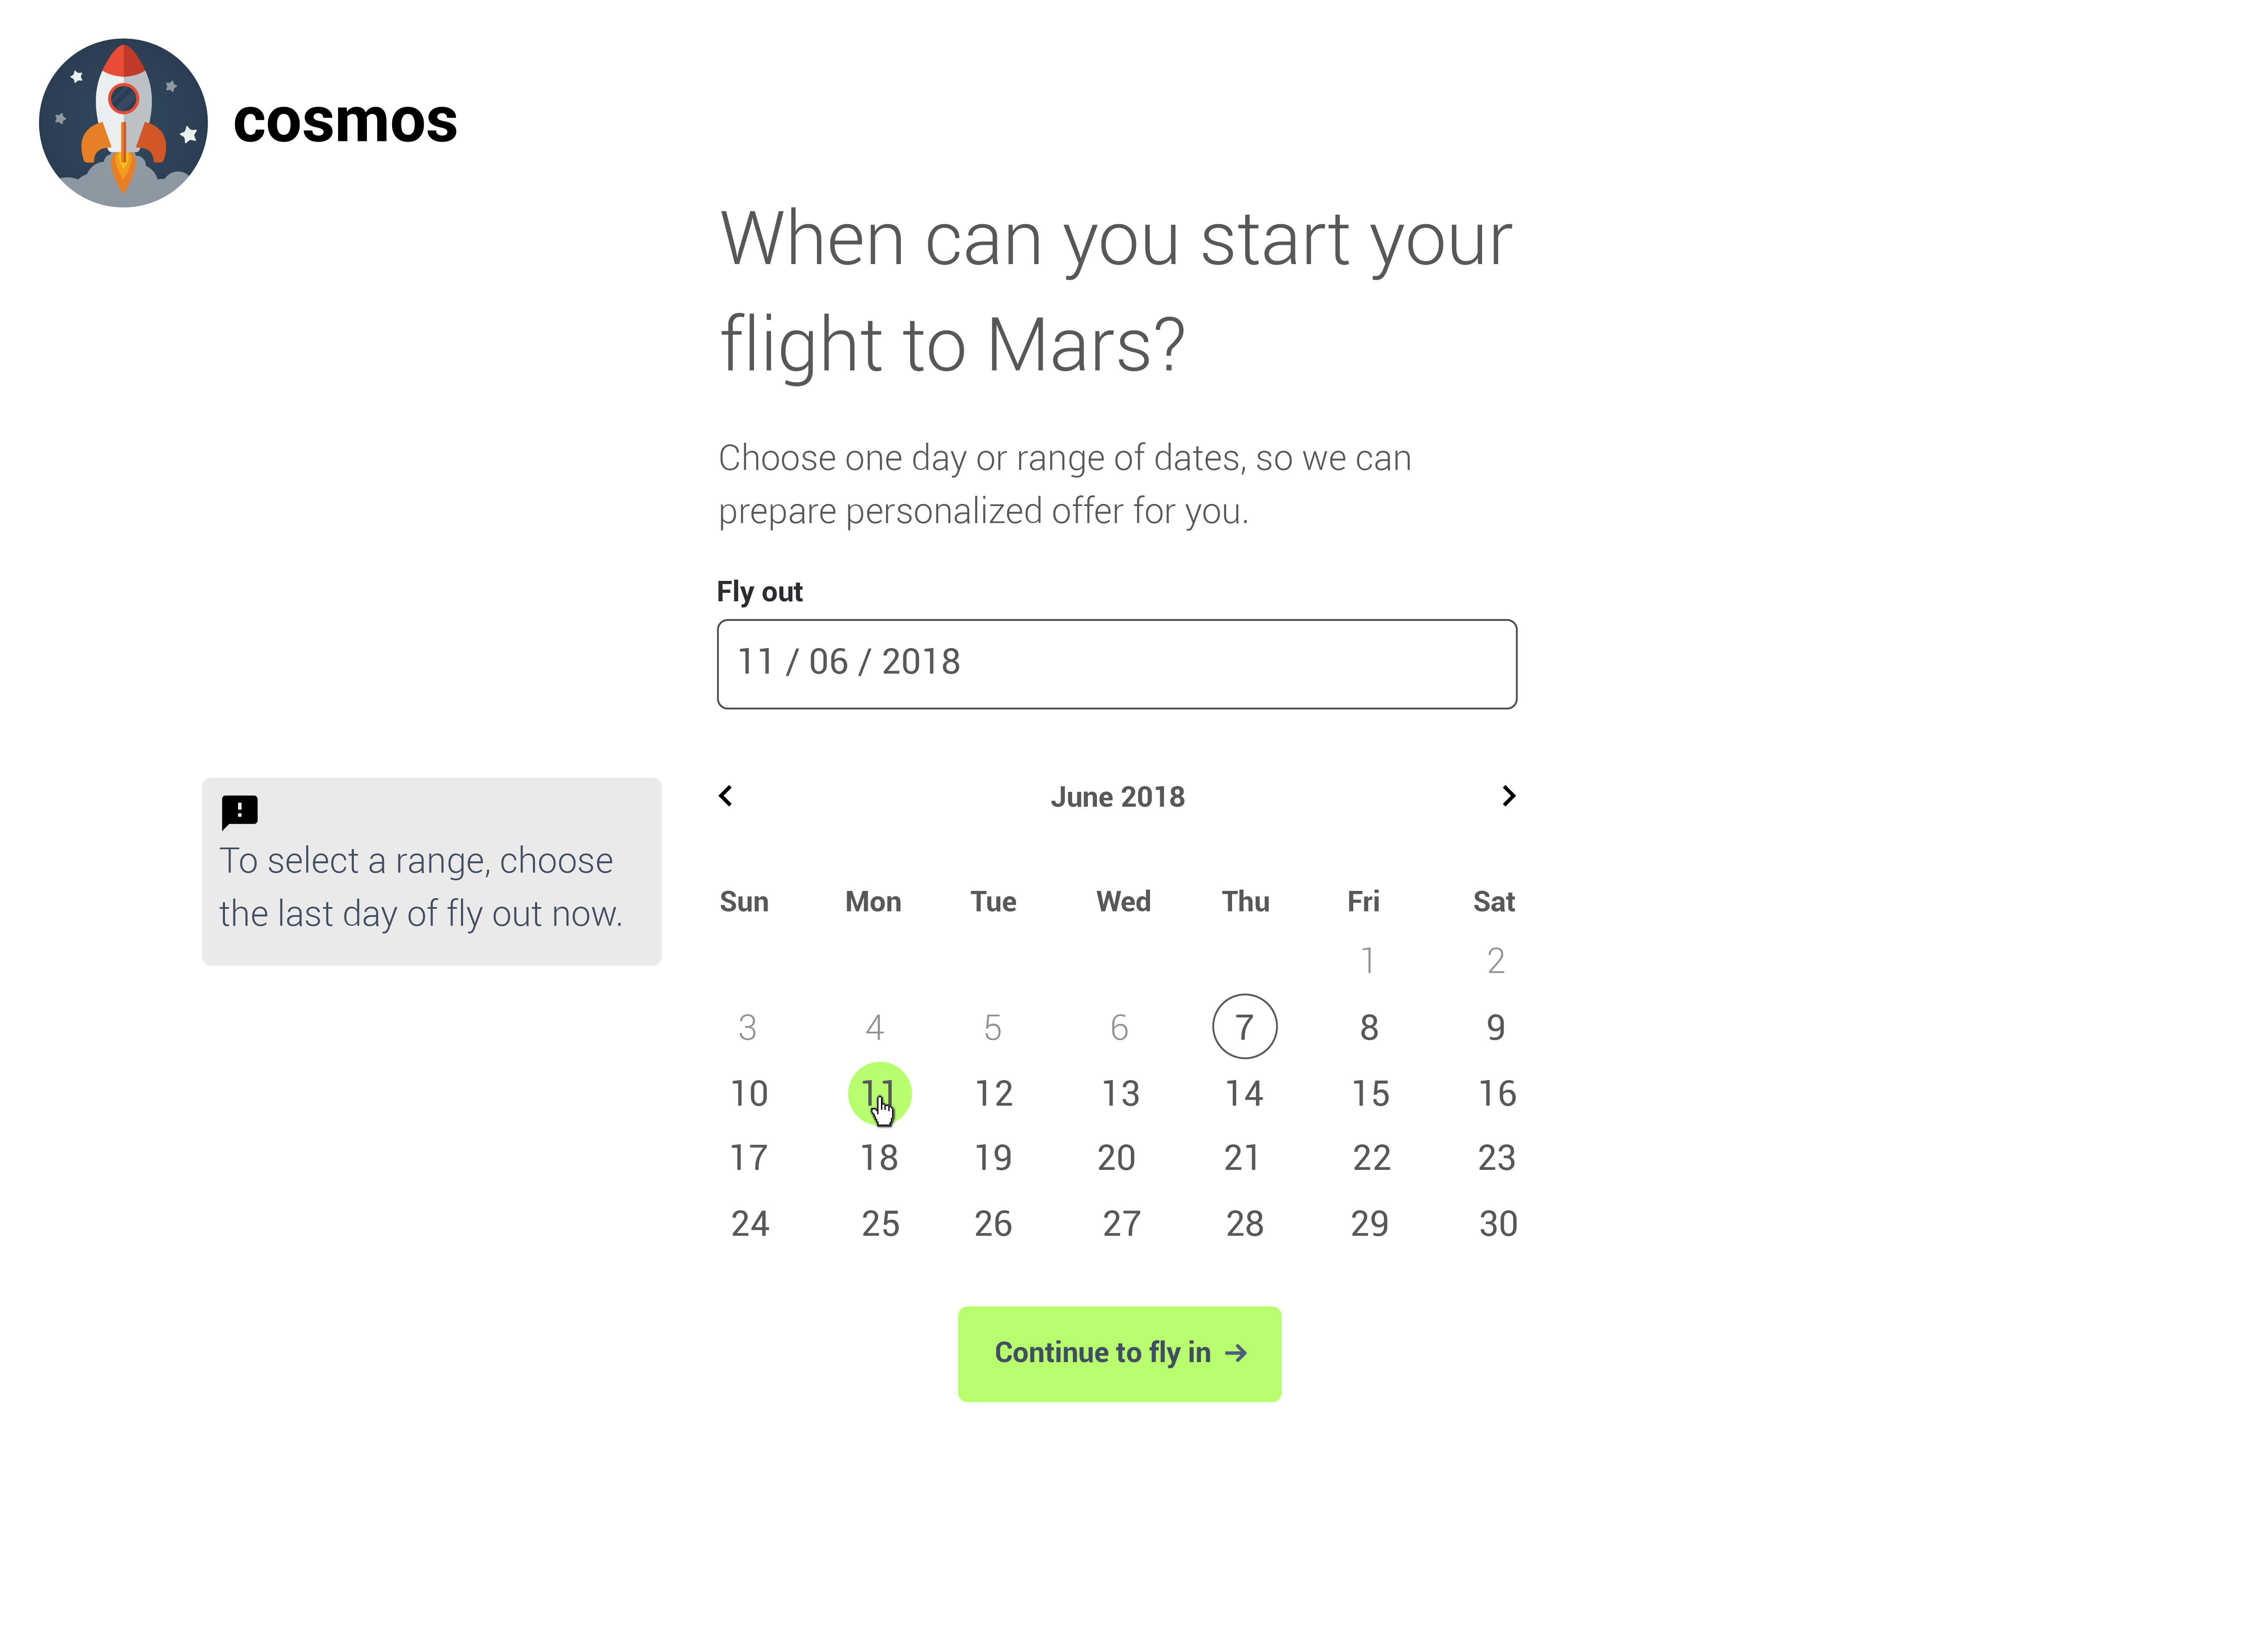 cosmos
When can you start your
flight to Mars?
Choose one day or range of dates, so we can
prepare personalized offer for you.
Fly out
11 / 06 / 2018
To select a range, choose
the last day of fly out now.
June 2018
Sun Mon Tue Wed Thu Fri Sat
1 2
3 4 5 6 7 8 9
10 11 12 13 14 15 16
17 18 19 20 21 22 23
24 25 26 27 28 29 30
Continue to fly in →